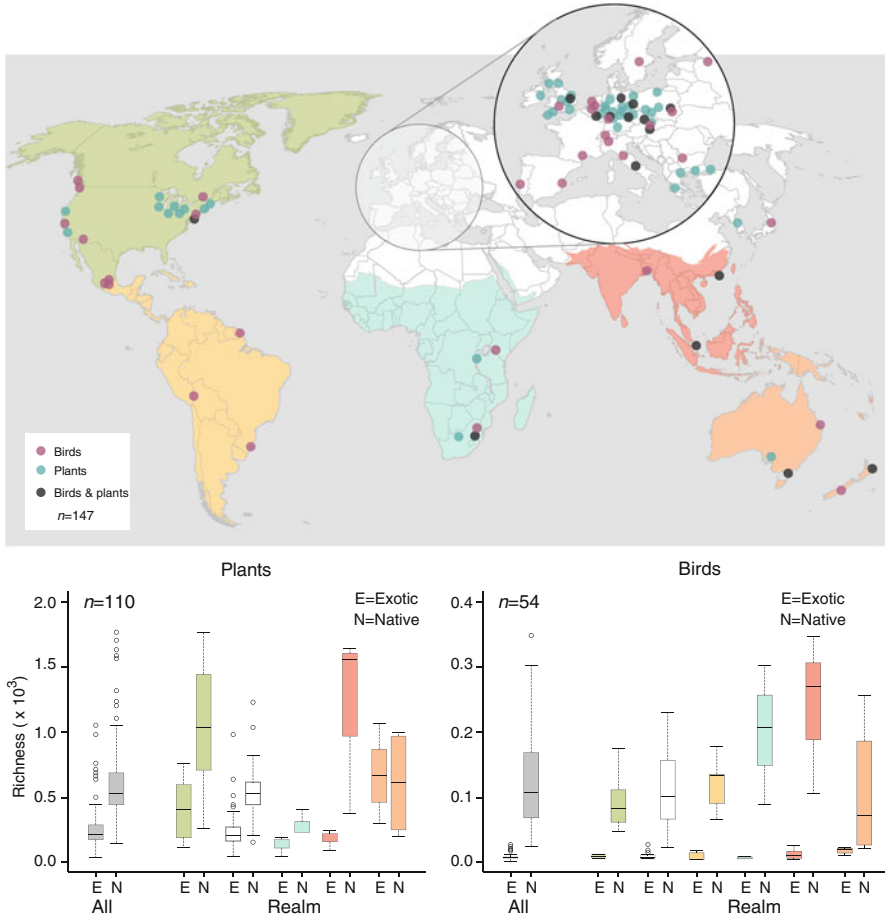 Birds
Plants
Birds & plants
n=147
Plants
Birds
2.0
1.5
1.0
0.5
0.0
Richness ( x 10³)
n=110
E=Exotic
N=Native
E N E N E N E N E N E N
All Realm
0.4
0.3
0.2
0.1
0.0
n=54
E=Exotic
N=Native
E N E N E N E N E N E N E N
All Realm